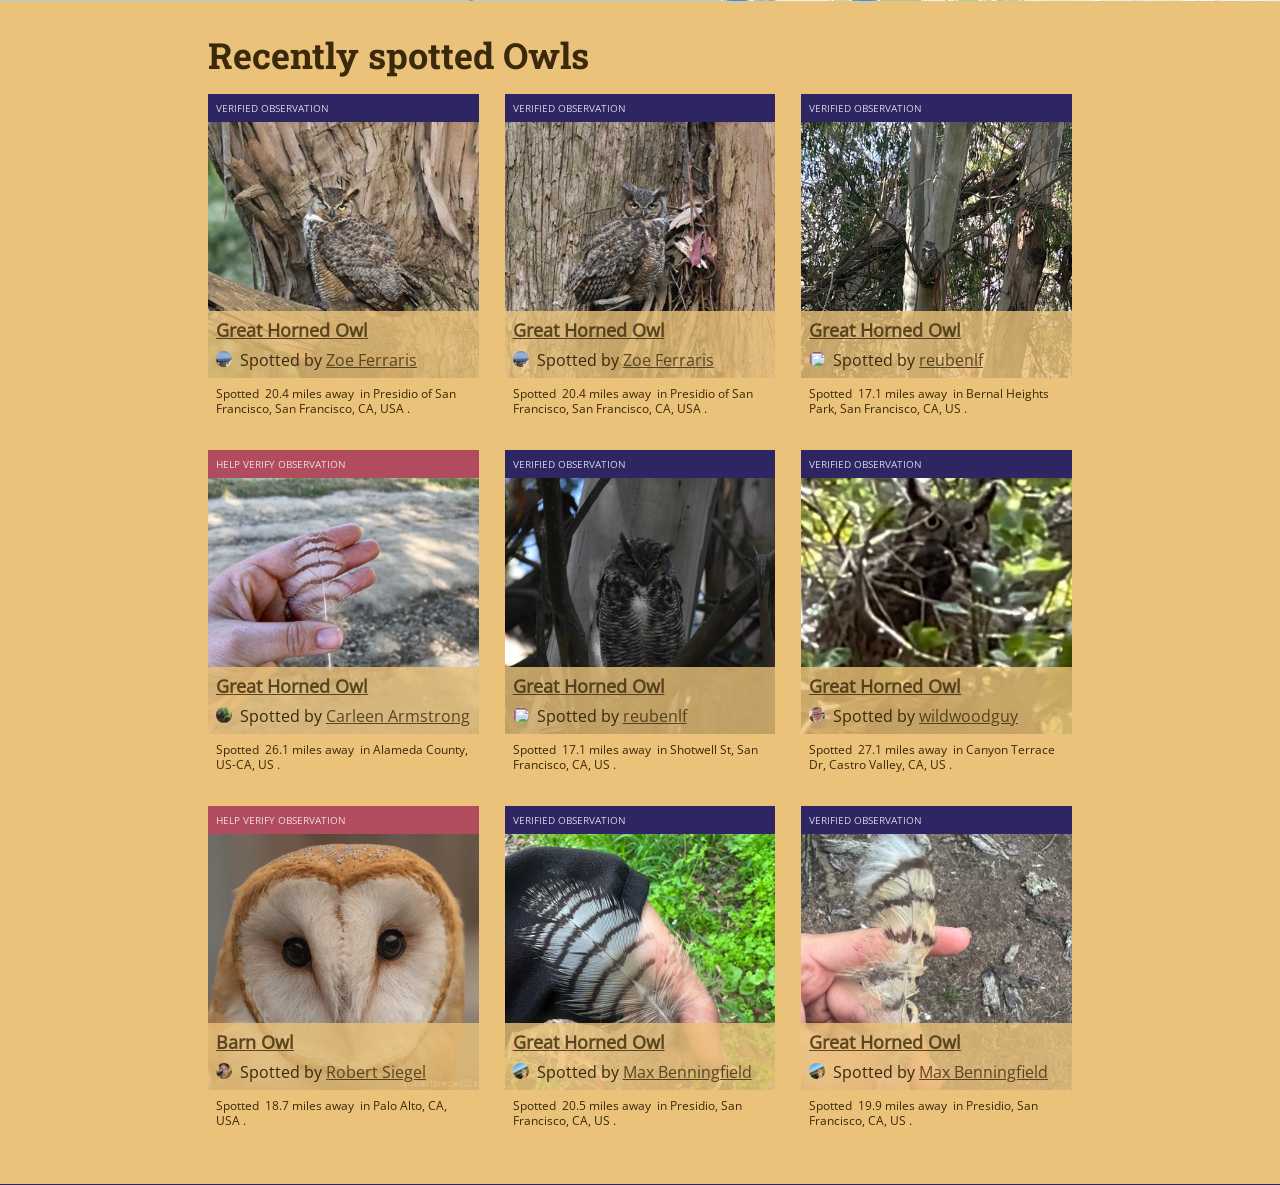 Recently spotted Owls
VERIFIED OBSERVATION
Great Horned Owl
Spotted by Zoe Ferraris
Spotted 20.4 miles away in Presidio of San
Francisco, San Francisco, CA, USA .
VERIFIED OBSERVATION
Great Horned Owl
Spotted by Zoe Ferraris
Spotted 20.4 miles away in Presidio of San
Francisco, San Francisco, CA, USA .
VERIFIED OBSERVATION
Great Horned Owl
Spotted by reubenlf
Spotted 17.1 miles away in Bernal Heights
Park, San Francisco, CA, US .
HELP VERIFY OBSERVATION
Great Horned Owl
Spotted by Carleen Armstrong
Spotted 26.1 miles away in Alameda County,
US-CA, US .
VERIFIED OBSERVATION
Great Horned Owl
Spotted by reubenlf
Spotted 17.1 miles away in Shotwell St, San
Francisco, CA, US .
VERIFIED OBSERVATION
Great Horned Owl
Spotted by wildwoodguy
Spotted 27.1 miles away in Canyon Terrace
Dr, Castro Valley, CA, US .
HELP VERIFY OBSERVATION
Barn Owl
Spotted by Robert Siegel
Spotted 18.7 miles away in Palo Alto, CA,
USA .
VERIFIED OBSERVATION
Great Horned Owl
Spotted by Max Benningfield
Spotted 20.5 miles away in Presidio, San
Francisco, CA, US .
VERIFIED OBSERVATION
Great Horned Owl
Spotted by Max Benningfield
Spotted 19.9 miles away in Presidio, San
Francisco, CA, US .